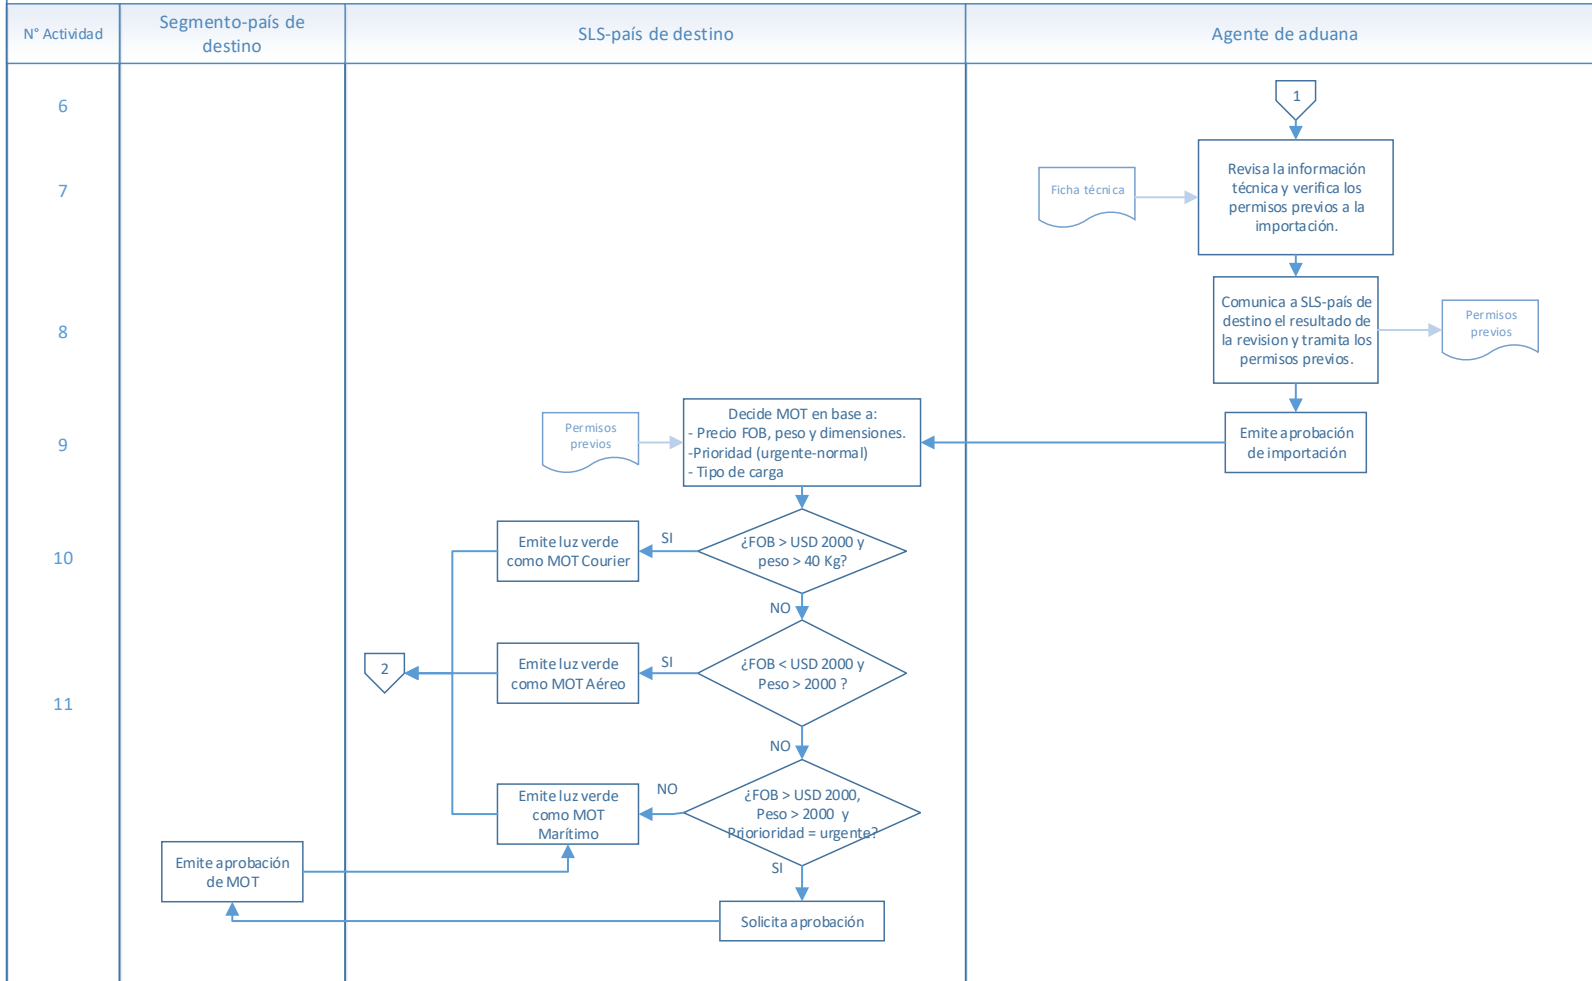 N° Actividad
Segmento-país de
destino
SLS-país de destino
Agente de aduana
6
1
7
Ficha técnica
Revisa la información
técnica y verifica los
permisos previos a la
importación.
8
Comunica a SLS-país de
destino el resultado de
la revision y tramita los
permisos previos.
Permisos
previos
9
Permisos
previos
Decide MOT en base a:
- Precio FOB, peso y dimensiones.
-Prioridad (urgente-normal)
- Tipo de carga
Emite aprobación
de importación
10
Emite luz verde
como MOT Courier
SI
¿FOB > USD 2000 y
peso > 40 Kg?
NO
2
Emite luz verde
como MOT Aéreo
SI
¿FOB < USD 2000 y
Peso > 2000 ?
11
NO
Emite luz verde
como MOT
Marítimo
NO
¿FOB > USD 2000,
Peso > 2000 y
Priorioridad = urgente?
SI
Emite aprobación
de MOT
Solicita aprobación